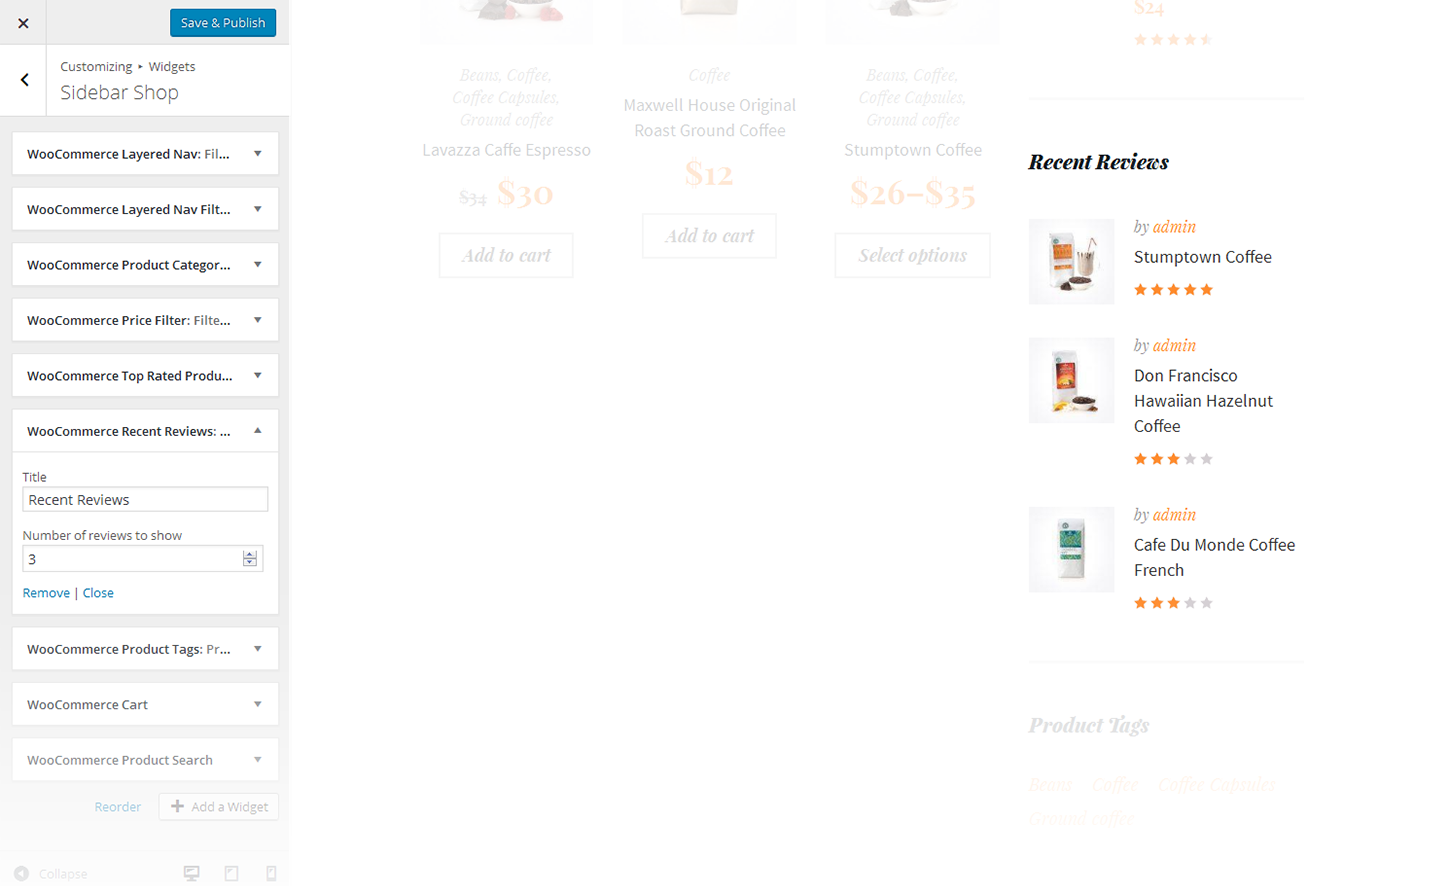 Save & Publish
Customizing ▸ Widgets
Sidebar Shop
WooCommerce Layered Nav: Fil...
WooCommerce Layered Nav Filt...
WooCommerce Product Categor...
WooCommerce Price Filter: Filte...
WooCommerce Top Rated Produ...
WooCommerce Recent Reviews: ...
Title
Recent Reviews
Number of reviews to show
3
Remove | Close
WooCommerce Product Tags: Pr...
WooCommerce Cart
WooCommerce Product Search
Reorder
Add a Widget
Collapse
Beans, Coffee,
Coffee Capsules,
Ground coffee
Lavazza Caffe Espresso
$34 $30
Add to cart
Coffee
Maxwell House Original
Roast Ground Coffee
$12
Add to cart
Beans, Coffee,
Coffee Capsules,
Ground coffee
Stumptown Coffee
$26–$35
Select options
$24
Recent Reviews
by admin
Stumptown Coffee
by admin
Don Francisco
Hawaiian Hazelnut
Coffee
by admin
Cafe Du Monde Coffee
French
Product Tags
Beans Coffee Coffee Capsules
Ground coffee